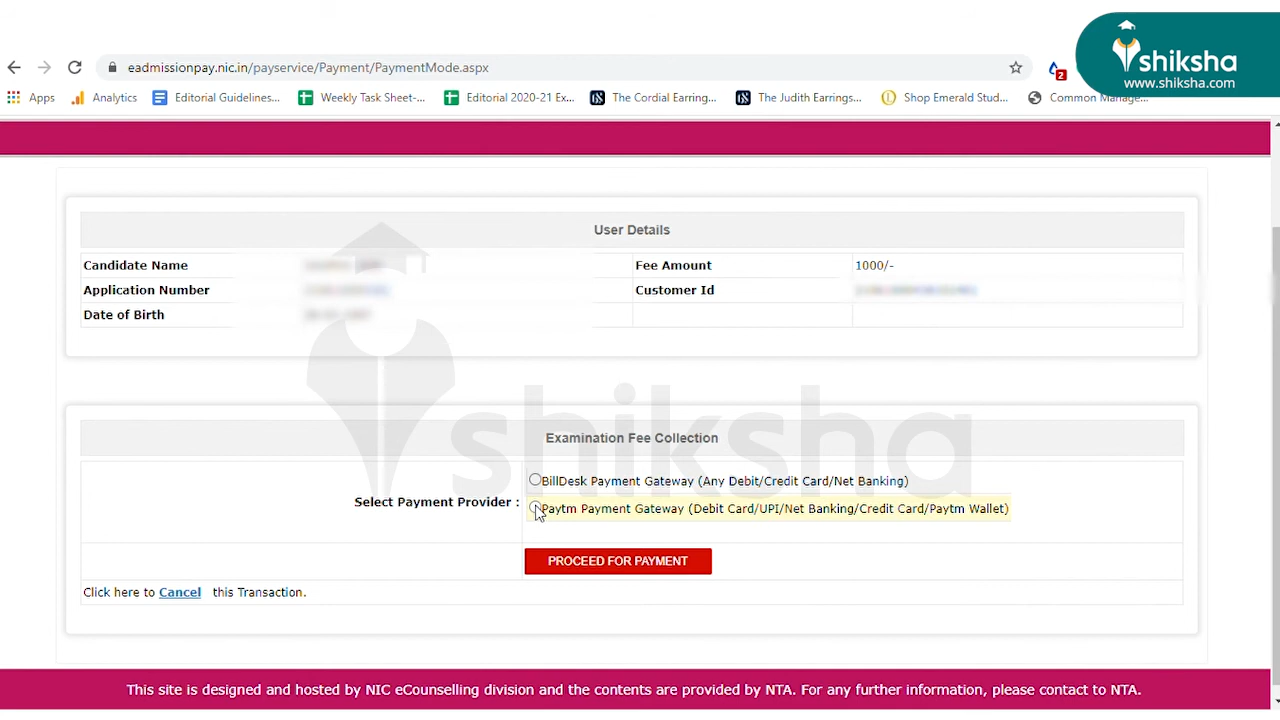 shiksha
www.shiksha.com
eadmissionpay.nic.in/payservice/Payment/PaymentMode.aspx
2
Apps Analytics Editorial Guidelines... Weekly Task Sheet-... Editorial 2020-21 Ex... The Cordial Earring... The Judith Earrings... Shop Emerald Stud... Common Manage...
User Details
Candidate Name Fee Amount 1000/-
Application Number Customer Id
Date of Birth
shiksha
Examination Fee Collection
Select Payment Provider :
BillDesk Payment Gateway (Any Debit/Credit Card/Net Banking)
Paytm Payment Gateway (Debit Card/UPI/Net Banking/Credit Card/Paytm Wallet)
PROCEED FOR PAYMENT
Click here to Cancel this Transaction.
This site is designed and hosted by NIC eCounselling division and the contents are provided by NTA. For any further information, please contact to NTA.